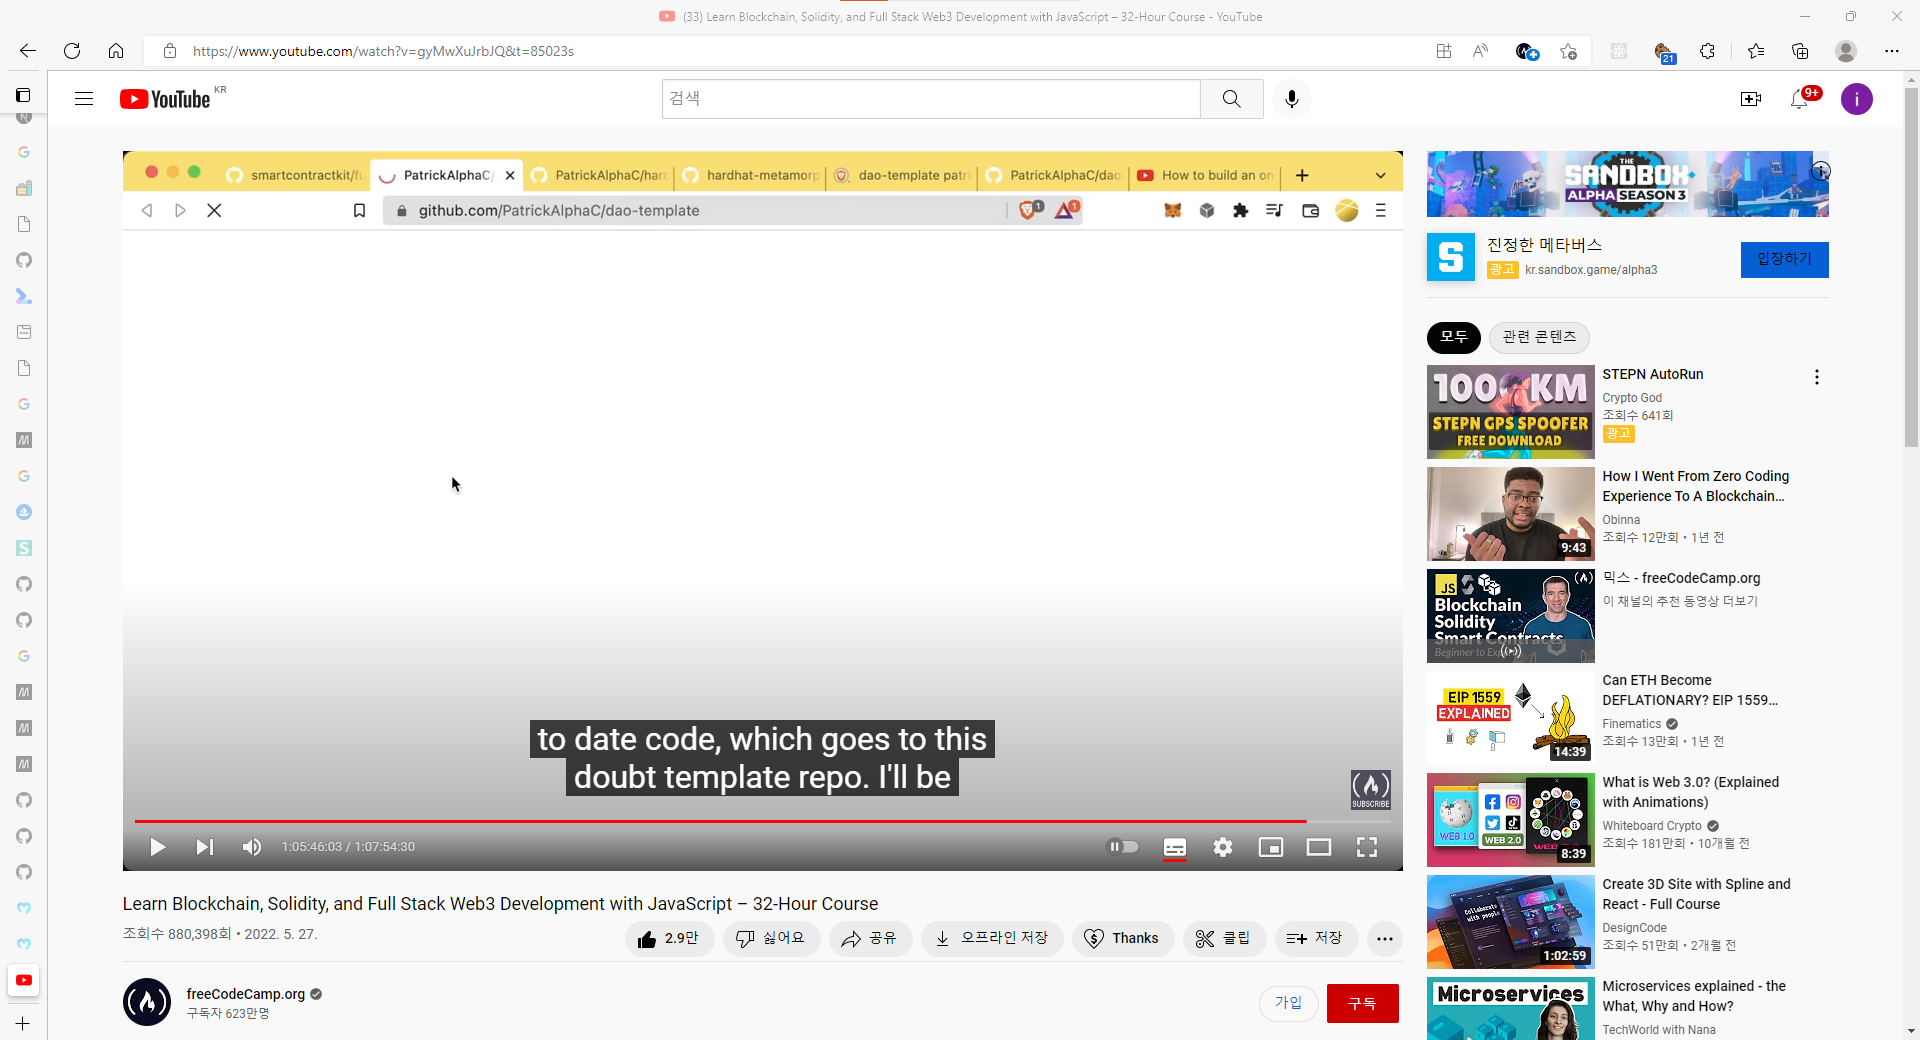 (33) Learn Blockchain, Solidity, and Full Stack Web3 Development with JavaScript – 32-Hour Course - YouTube
https://www.youtube.com/watch?v=gyMwXuJrbJQ&t=85023s
21
YouTube KR
검색
9+
i
smartcontractkit/fu
PatrickAlphaC/
PatrickAlphaC/hard
hardhat-metamorp
dao-template patri
PatrickAlphaC/dao
How to build an on
github.com/PatrickAlphaC/dao-template
1
1
to date code, which goes to this
doubt template repo. I'll be
SUBSCRIBE
1:05:46:03 / 1:07:54:30
Learn Blockchain, Solidity, and Full Stack Web3 Development with JavaScript – 32-Hour Course
조회수 880,398회 • 2022. 5. 27.
2.9만
싫어요
공유
오프라인 저장
Thanks
클립
저장
freeCodeCamp.org
구독자 623만명
가입
구독
THE
SANDBOX
ALPHA SEASON 3
S
진정한 메타버스
광고 kr.sandbox.game/alpha3
입장하기
모두
관련 콘텐츠
100 KM
STEPN GPS SPOOFER
FREE DOWNLOAD
STEPN AutoRun
Crypto God
조회수 641회
광고
9:43
How I Went From Zero Coding
Experience To A Blockchain...
Obinna
조회수 12만회 • 1년 전
JS
Blockchain
Solidity
Smart Contracts
Beginner to Exp
믹스 - freeCodeCamp.org
이 채널의 추천 동영상 더보기
EIP 1559
EXPLAINED
14:39
Can ETH Become
DEFLATIONARY? EIP 1559...
Finematics
조회수 13만회 • 1년 전
WEB 1.0
WEB 2.0
WEB
8:39
What is Web 3.0? (Explained
with Animations)
Whiteboard Crypto
조회수 181만회 • 10개월 전
Collaborate
with people
1:02:59
Create 3D Site with Spline and
React - Full Course
DesignCode
조회수 51만회 • 2개월 전
Microservices
Microservices explained - the
What, Why and How?
TechWorld with Nana